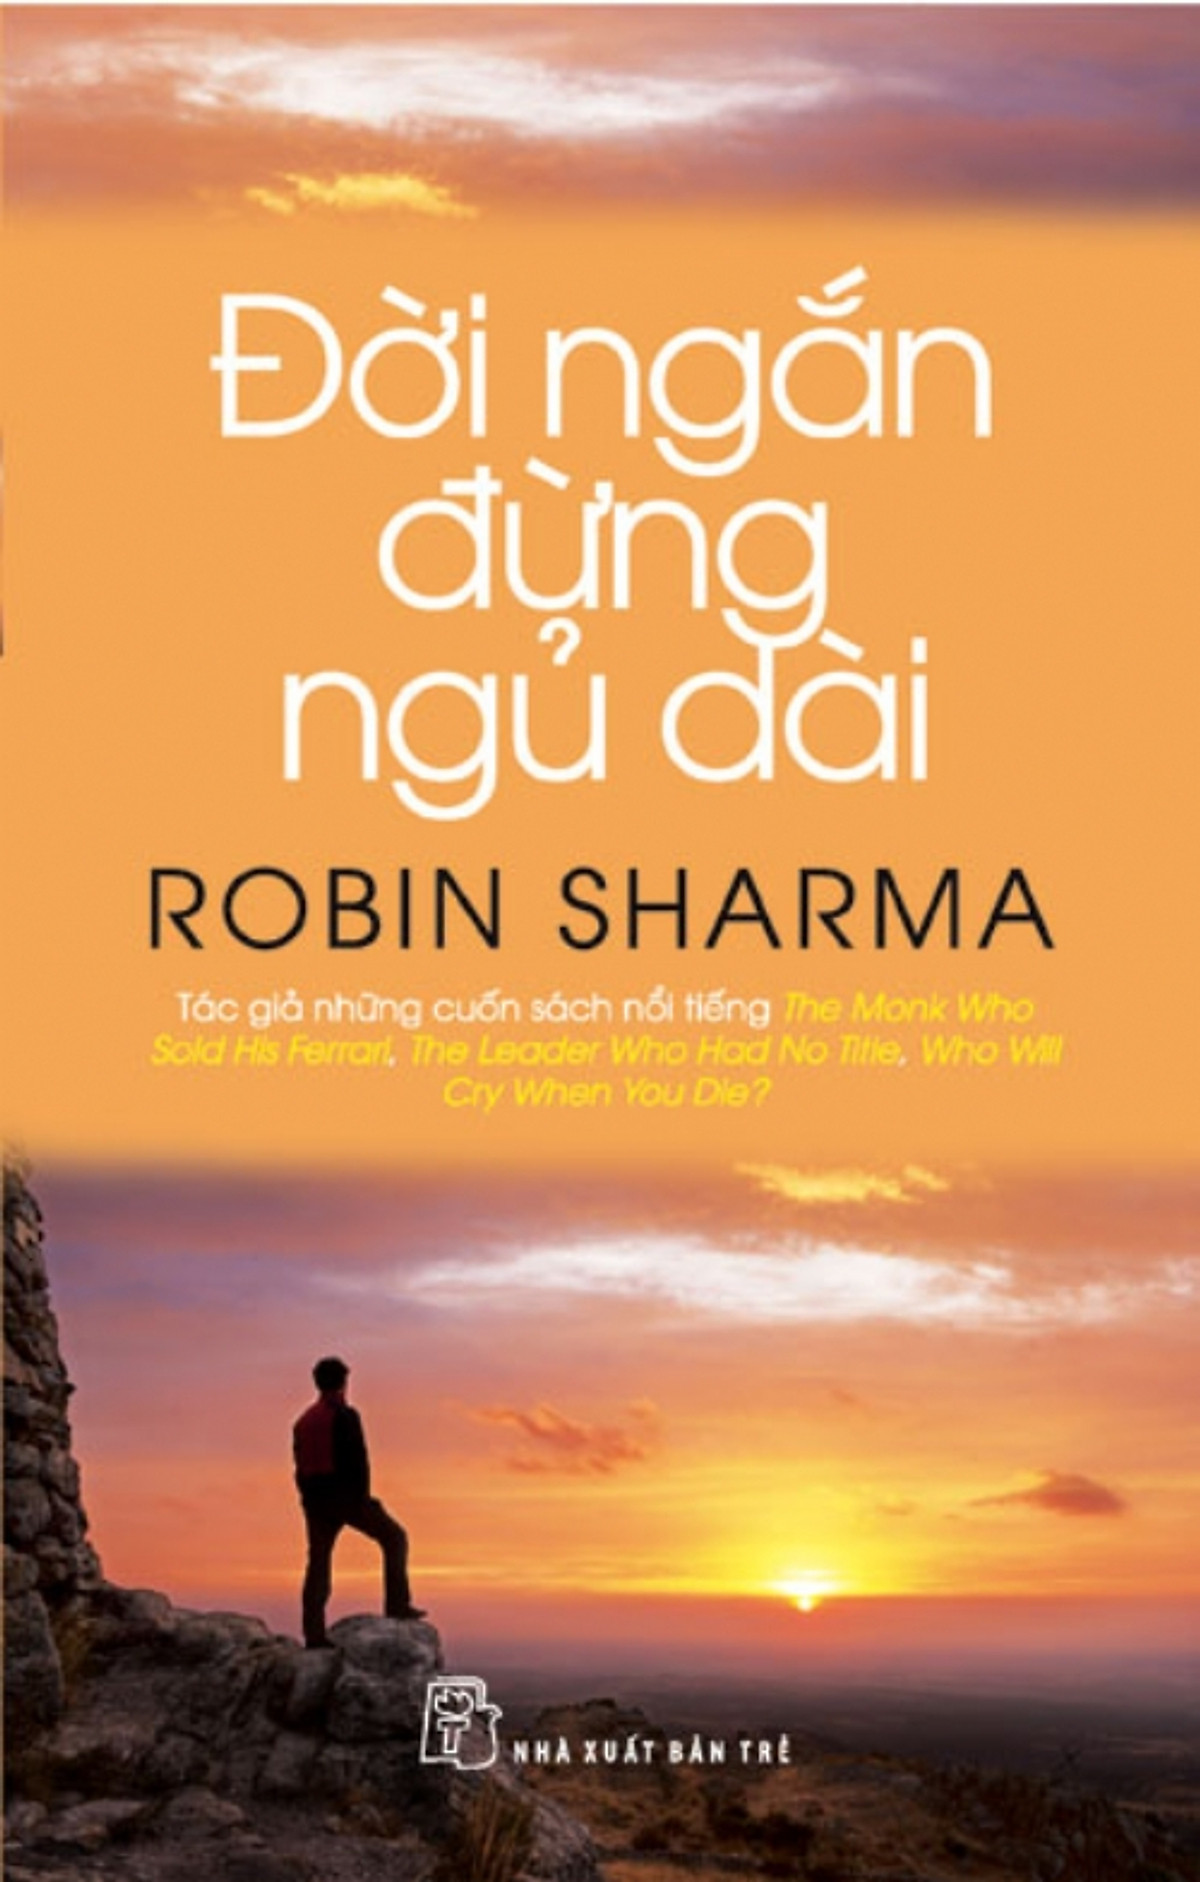 Đời ngắn
đừng
ngủ dài
ROBIN SHARMA
Tác giả những cuốn sách nổi tiếng The Monk Who
Sold His Ferrari, The Leader Who Had No Title, Who Will
Cry When You Die?
NHÀ XUẤT BẢN TRẺ